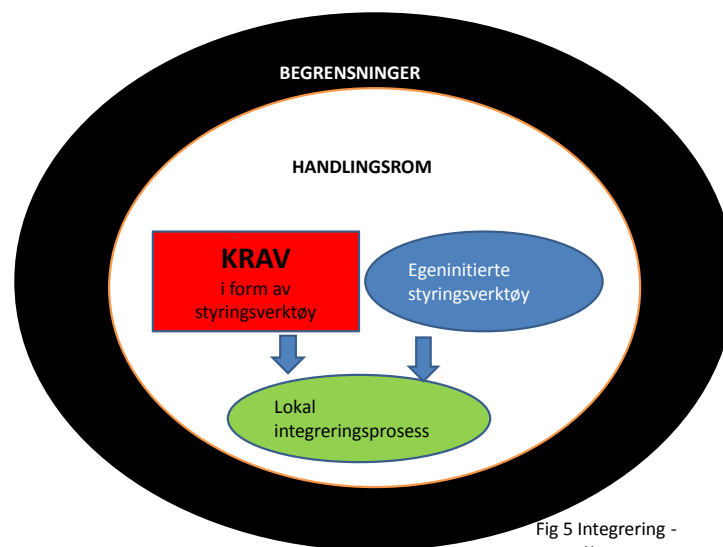 BEGRENSNINGER
HANDLINGSROM
KRAV
i form av
styringsverktøy
Egeninitierte
styringsverktøy
Lokal
integreringsprosess
Fig 5 Integrering -